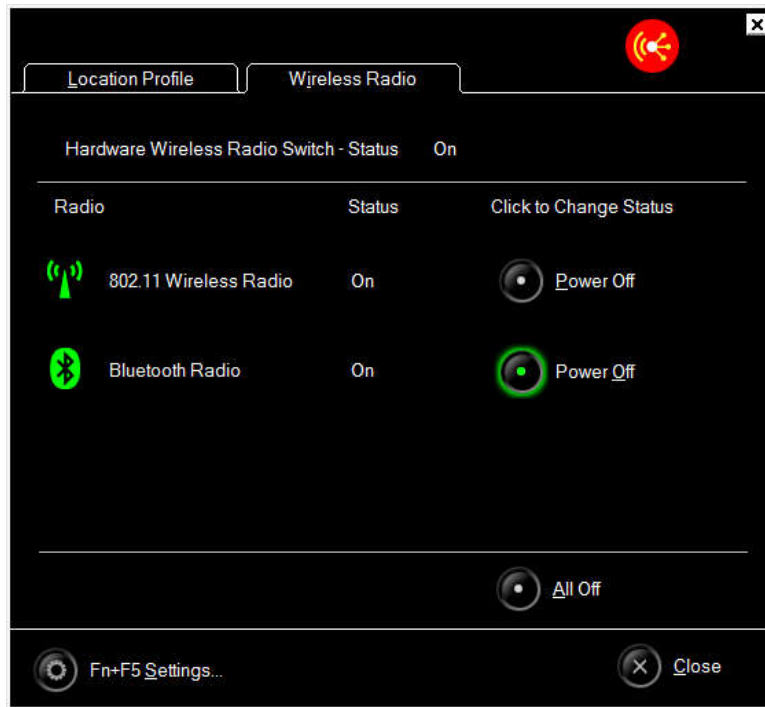 Location Profile Wireless Radio
Hardware Wireless Radio Switch - Status On
Radio Status Click to Change Status
802.11 Wireless Radio On Power Off
Bluetooth Radio On Power Off
All Off
Fn+F5 Settings... Close